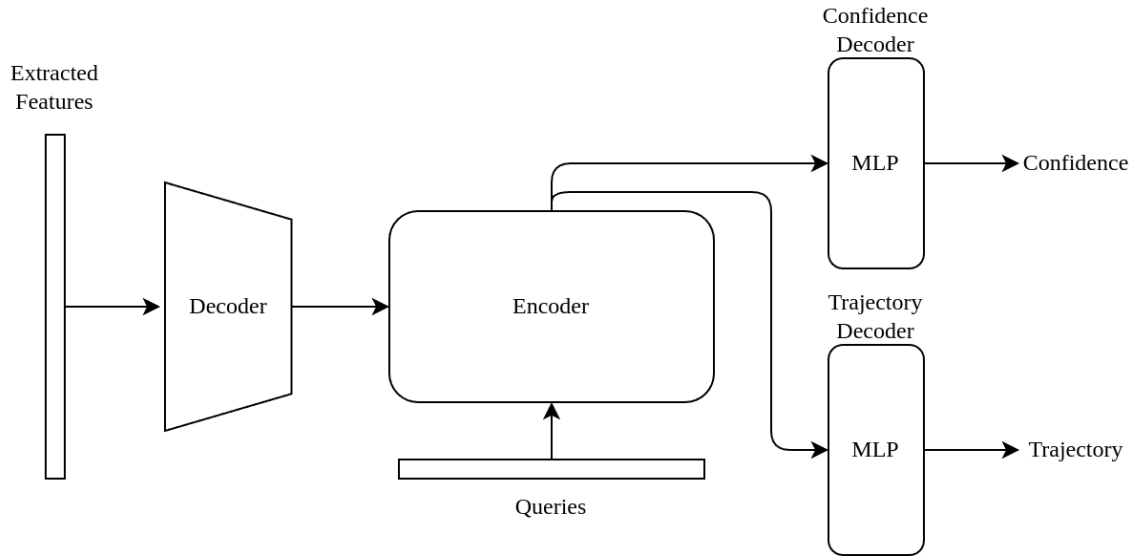 Extracted
Features
Decoder
Encoder
Queries
Confidence
Decoder
MLP
Confidence
Trajectory
Decoder
MLP
Trajectory